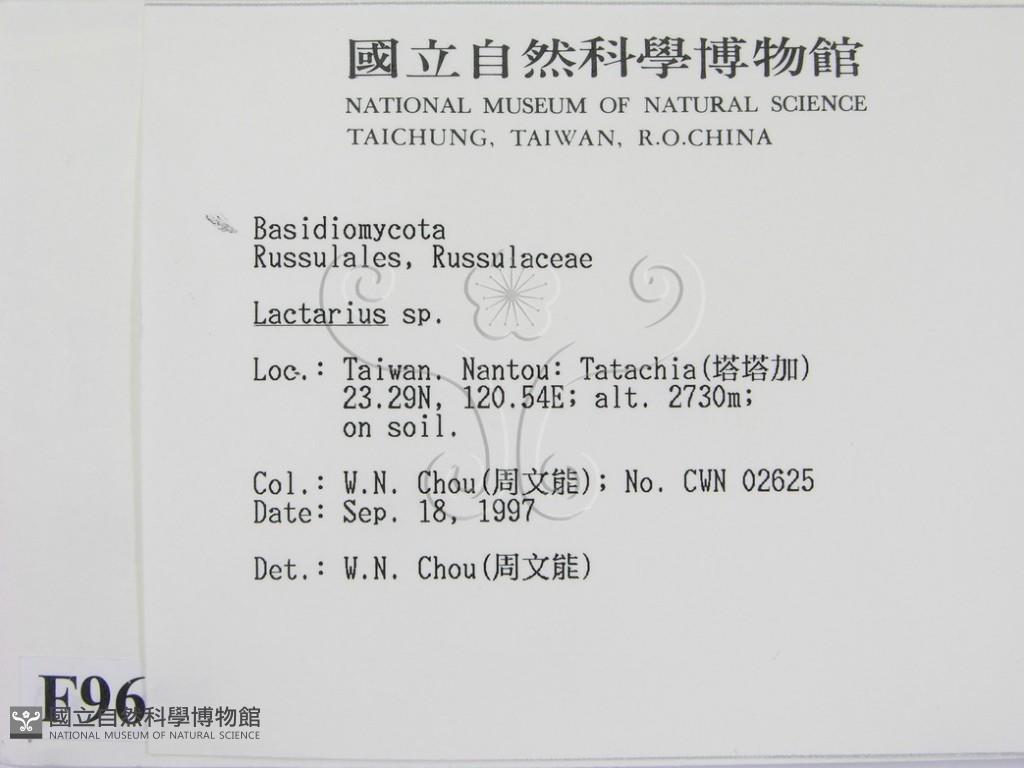 國立自然科學博物館
NATIONAL MUSEUM OF NATURAL SCIENCE
TAICHUNG, TAIWAN, R.O.CHINA
Basidiomycota
Russulales, Russulaceae
Lactarius sp.
Loc.: Taiwan. Nantou: Tatachia(塔塔加)
23.29N, 120.54E; alt. 2730m;
on soil.
Col.: W.N. Chou(周文能); No. CWN 02625
Date: Sep. 18, 1997
Det.: W.N. Chou(周文能)
F96
國立自然科學博物館
NATIONAL MUSEUM OF NATURAL SCIENCE